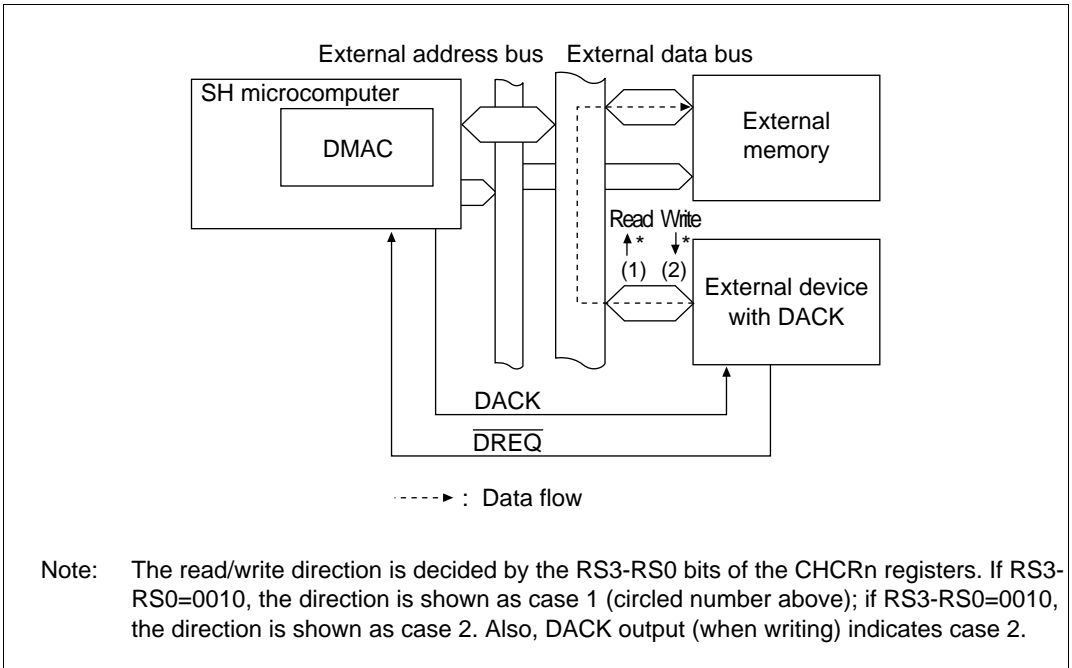 External address bus External data bus
SH microcomputer
DMAC
External
memory
Read Write
* *
(1) (2)
External device
with DACK
DACK
DREQ
: Data flow
Note: The read/write direction is decided by the RS3-RS0 bits of the CHCRn registers. If RS3-
RS0=0010, the direction is shown as case 1 (circled number above); if RS3-RS0=0010,
the direction is shown as case 2. Also, DACK output (when writing) indicates case 2.